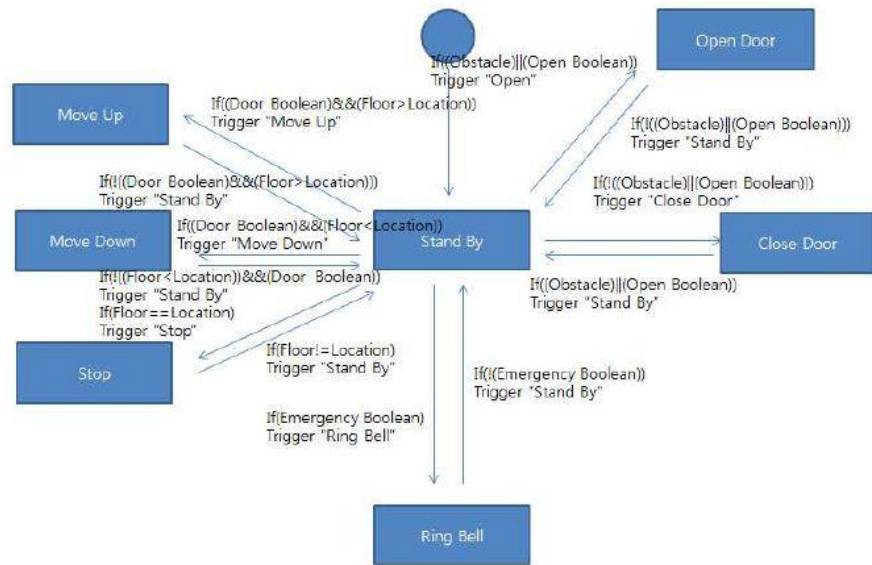 Open Door
If((Obstacle)||(Open Boolean))
Trigger "Open"
Move Up
If((Door Boolean)&&(Floor>Location))
Trigger "Move Up"
If(!((Obstacle)||(Open Boolean)))
Trigger "Stand By"
If(!((Door Boolean)&&(Floor>Location)))
Trigger "Stand By"
If(!((Obstacle)||(Open Boolean)))
Trigger "Close Door"
Move Down
If((Door Boolean)&&(Floor<Location))
Trigger "Move Down"
Stand By
Close Door
If(!((Floor<Location))&&(Door Boolean))
Trigger "Stand By"
If((Obstacle)||(Open Boolean))
Trigger "Stand By"
If(Floor==Location)
Trigger "Stop"
Stop
If(Floor!=Location)
Trigger "Stand By"
If(!(Emergency Boolean))
Trigger "Stand By"
If(Emergency Boolean)
Trigger "Ring Bell"
Ring Bell